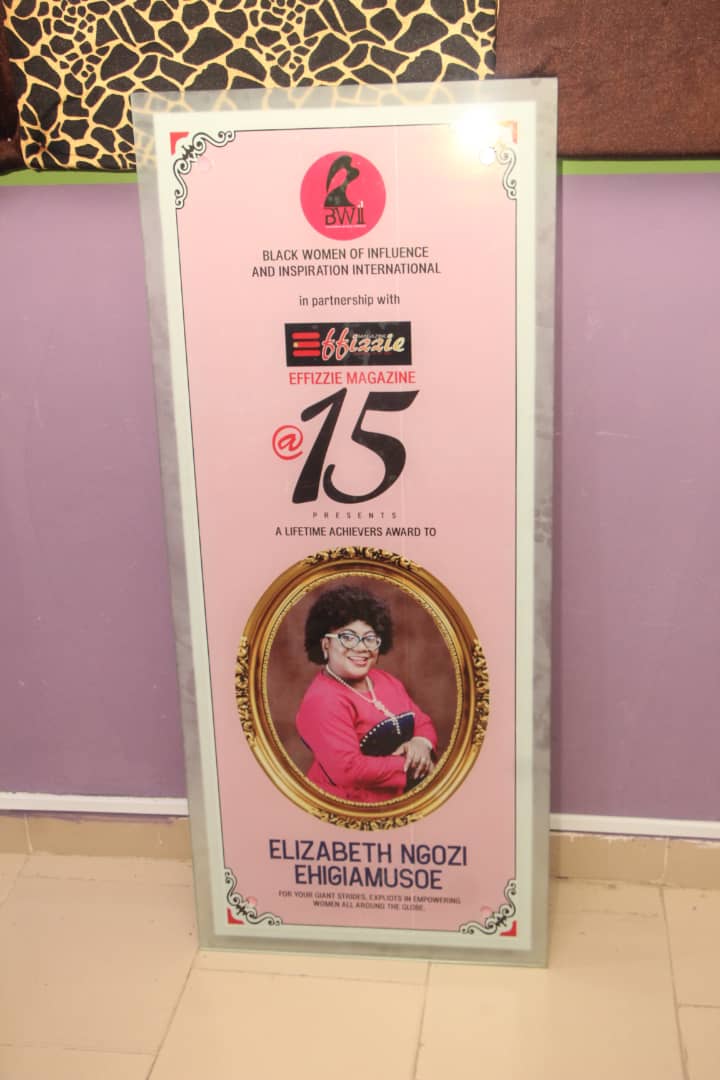 BWII
BLACK WOMEN OF INFLUENCE
AND INSPIRATION INTERNATIONAL
in partnership with
Effizzie
EFFIZZIE MAGAZINE
@15
PRESENTS
A LIFETIME ACHIEVERS AWARD TO
ELIZABETH NGOZI
EHIGIAMUSOE
FOR YOUR GIANT STRIDES, EXPLIOTS IN EMPOWERING
WOMEN ALL AROUND THE GLOBE.